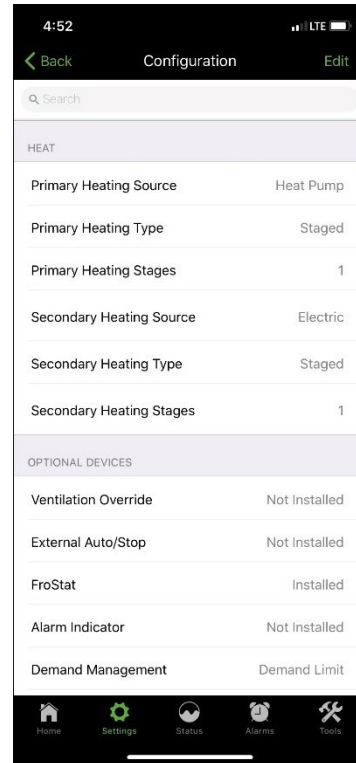 4:52 LTE
Back Configuration Edit
Search
HEAT
Primary Heating Source Heat Pump
Primary Heating Type Staged
Primary Heating Stages 1
Secondary Heating Source Electric
Secondary Heating Type Staged
Secondary Heating Stages 1
OPTIONAL DEVICES
Ventilation Override Not Installed
External Auto/Stop Not Installed
FroStat Installed
Alarm Indicator Not Installed
Demand Management Demand Limit
Home Settings Status Alarms Tools